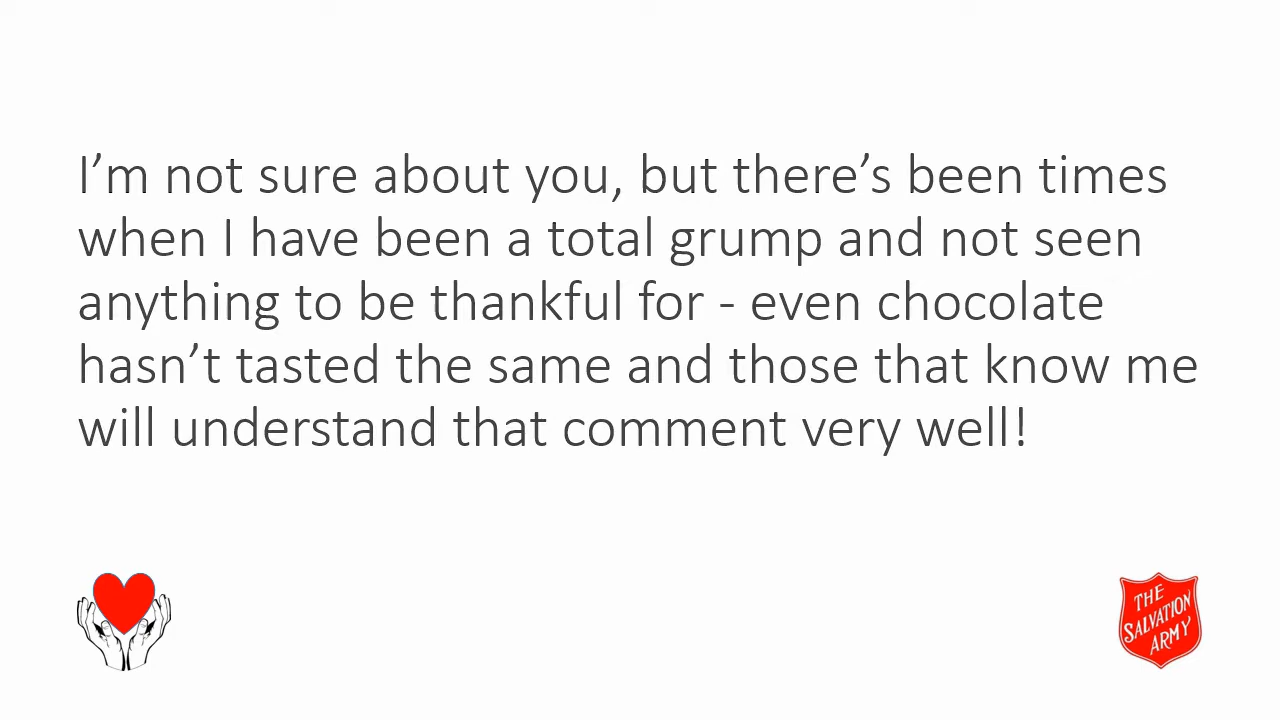 I’m not sure about you, but there’s been times
when I have been a total grump and not seen
anything to be thankful for - even chocolate
hasn’t tasted the same and those that know me
will understand that comment very well!
THE
SALVATION
ARMY